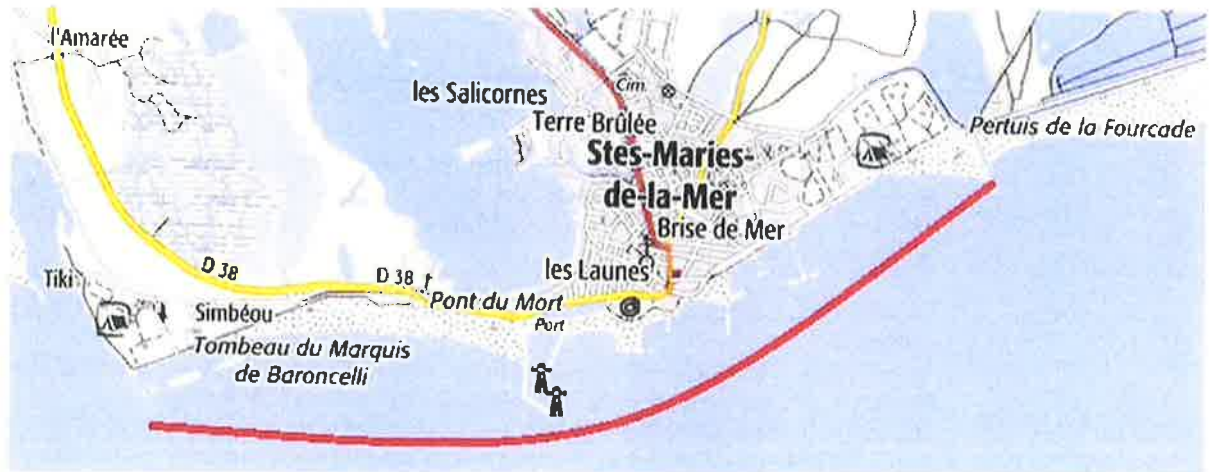 l'Amarée
Cim.
les Salicornes
Terre Brûlée
Pertuis de la Fourcade
Stes-Maries-
de-la-Mer
Brise de Mer
D 38
D 38
les Launes
Tiki
Simbéou
Pont du Mort
Port
Tombeau du Marquis
de Baroncelli